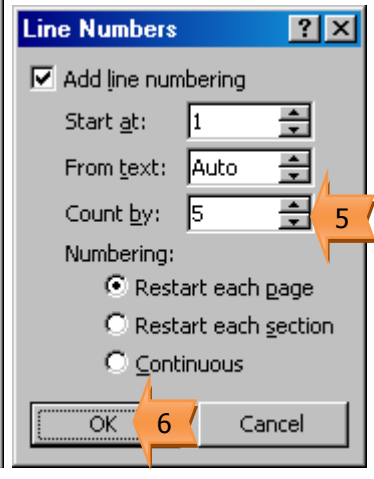 Line Numbers
Add line numbering
Start at: 1
From text: Auto
Count by: 5 5
Numbering:
Restart each page
Restart each section
Continuous
OK 6 Cancel